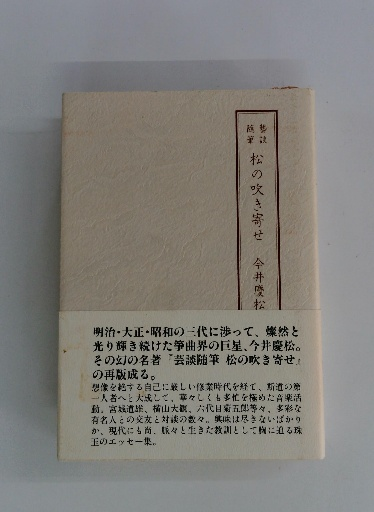 藝談
随筆
松の吹き寄せ
今井慶松
明治・大正・昭和の三代に渉って、燦然と
光り輝き続けた箏曲界の巨星、今井慶松。
その幻の名著『芸談随筆 松の吹き寄せ』
の再版成る。
想像を絶する自己に厳しい修業時代を経て、斯道の第
一人者へと大成して、華々しくも多忙を極めた音楽活
動、宮城道雄、横山大観、六代目菊五郎等々、多彩な
有名人との交友と対談の数々。興味は尽きないばかり
か、現代にも尚、脈々と生きた教訓として胸に迫る珠
玉のエッセー集。